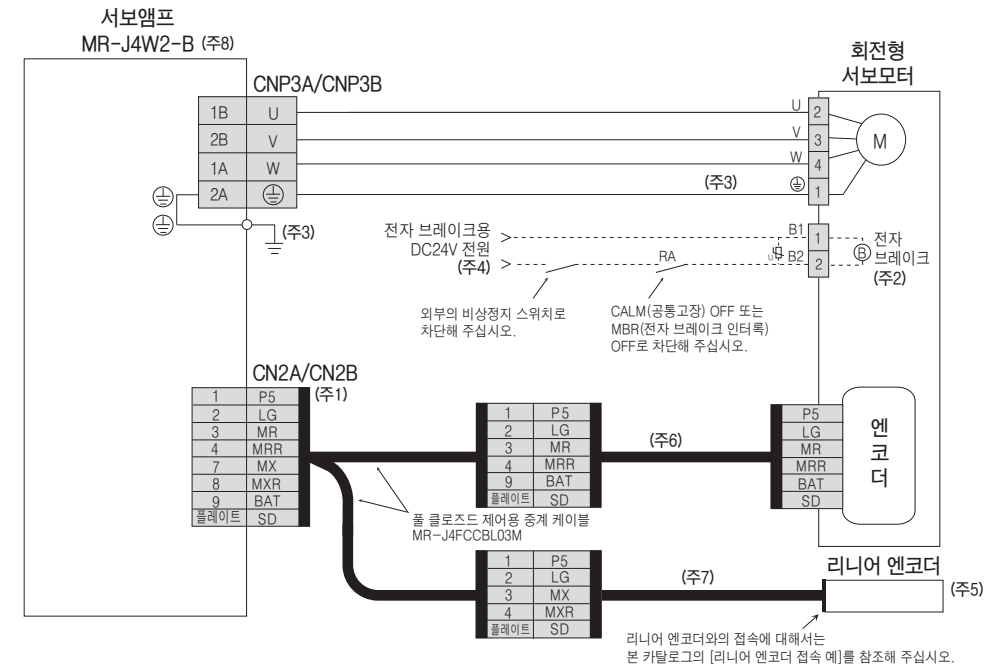 서보앰프
MR-J4W2-B (주8)
CNP3A/CNP3B
1B U
2B V
1A W
2A
(주3)
회전형
서보모터
U 2
V 3
W 4
(주3) 1
M
전자 브레이크용
DC24V 전원
(주4)
RA
B1 1
U B2 2
B
전자
브레이크
(주2)
외부의 비상정지 스위치로
차단해 주십시오.
CALM(공통고장) OFF 또는
MBR(전자 브레이크 인터록)
OFF로 차단해 주십시오.
CN2A/CN2B
(주1)
1 P5
2 LG
3 MR
4 MRR
7 MX
8 MXR
9 BAT
플레이트 SD
1 P5
2 LG
3 MR
4 MRR
9 BAT
플레이트 SD
(주6)
P5
LG
MR
MRR
BAT
SD
엔코더
풀 클로즈드 제어용 중계 케이블
MR-J4FCCBL03M
1 P5
2 LG
3 MX
4 MXR
플레이트 SD
(주7)
리니어 엔코더
(주5)
리니어 엔코더와의 접속에 대해서는
본 카탈로그의 [리니어 엔코더 접속 예]를 참조해 주십시오.